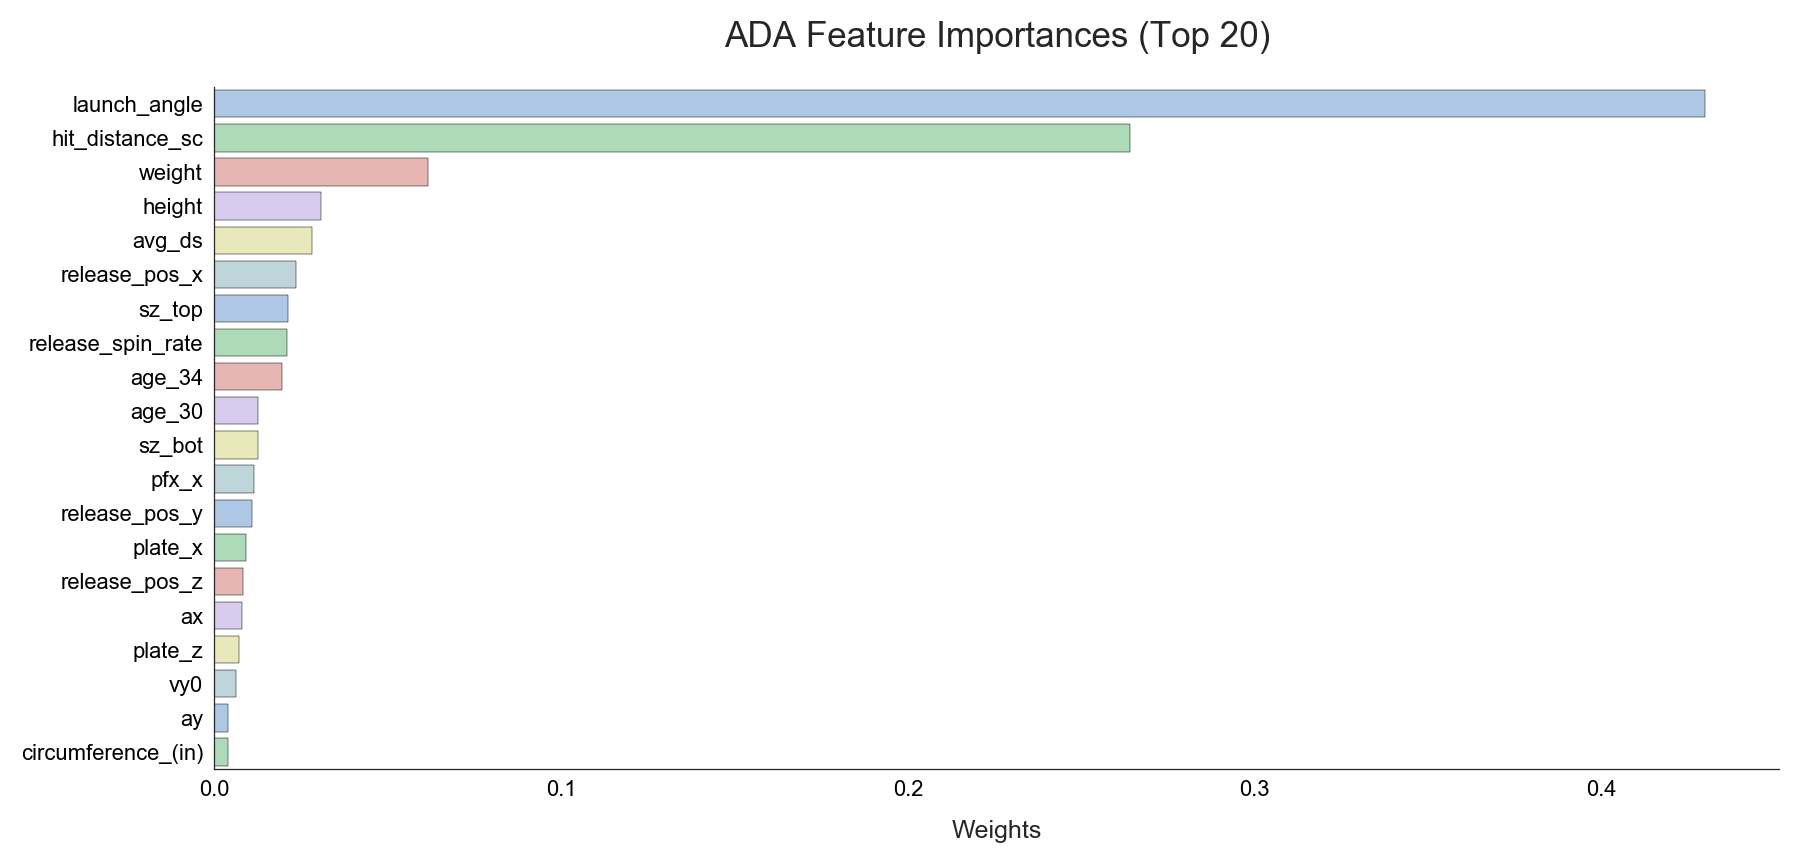 ADA Feature Importances (Top 20)
launch_angle
hit_distance_sc
weight
height
avg_ds
release_pos_x
sz_top
release_spin_rate
age_34
age_30
sz_bot
pfx_x
release_pos_y
plate_x
release_pos_z
ax
plate_z
vy0
ay
circumference_(in)
0.0 0.1 0.2 0.3 0.4
Weights